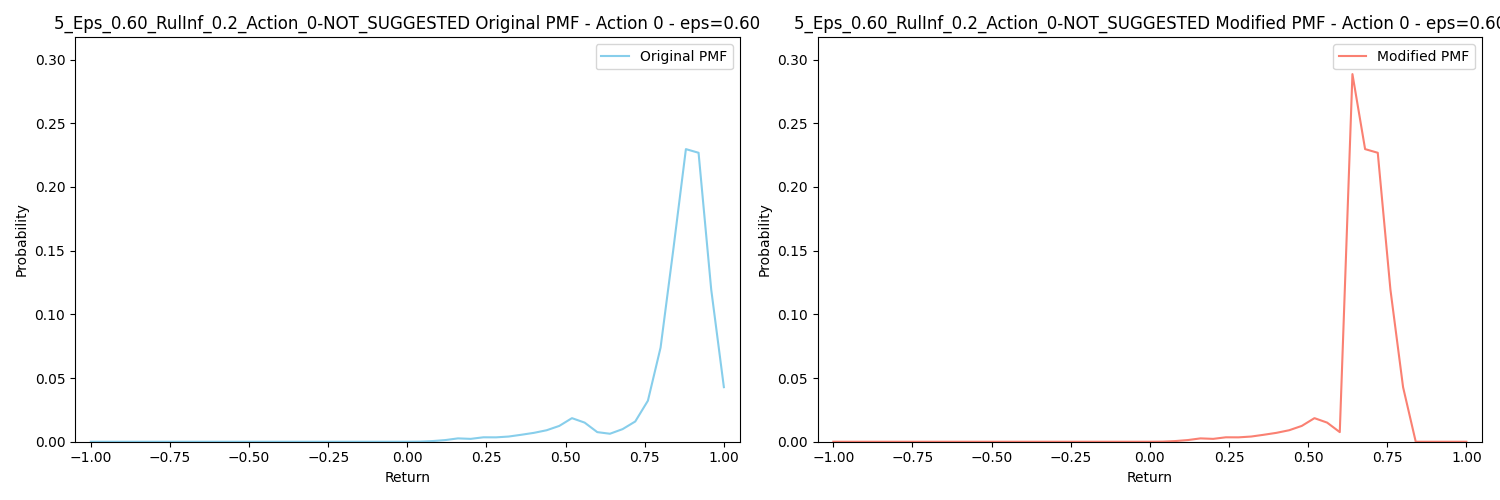 5_Eps_0.60_RulInf_0.2_Action_0-NOT_SUGGESTED Original PMF - Action 0 - eps=0.60
Original PMF
0.30
0.25
0.20
0.15
0.10
0.05
0.00
Probability
−1.00 −0.75 −0.50 −0.25 0.00 0.25 0.50 0.75 1.00
Return
5_Eps_0.60_RulInf_0.2_Action_0-NOT_SUGGESTED Modified PMF - Action 0 - eps=0.60
Modified PMF
0.30
0.25
0.20
0.15
0.10
0.05
0.00
Probability
−1.00 −0.75 −0.50 −0.25 0.00 0.25 0.50 0.75 1.00
Return